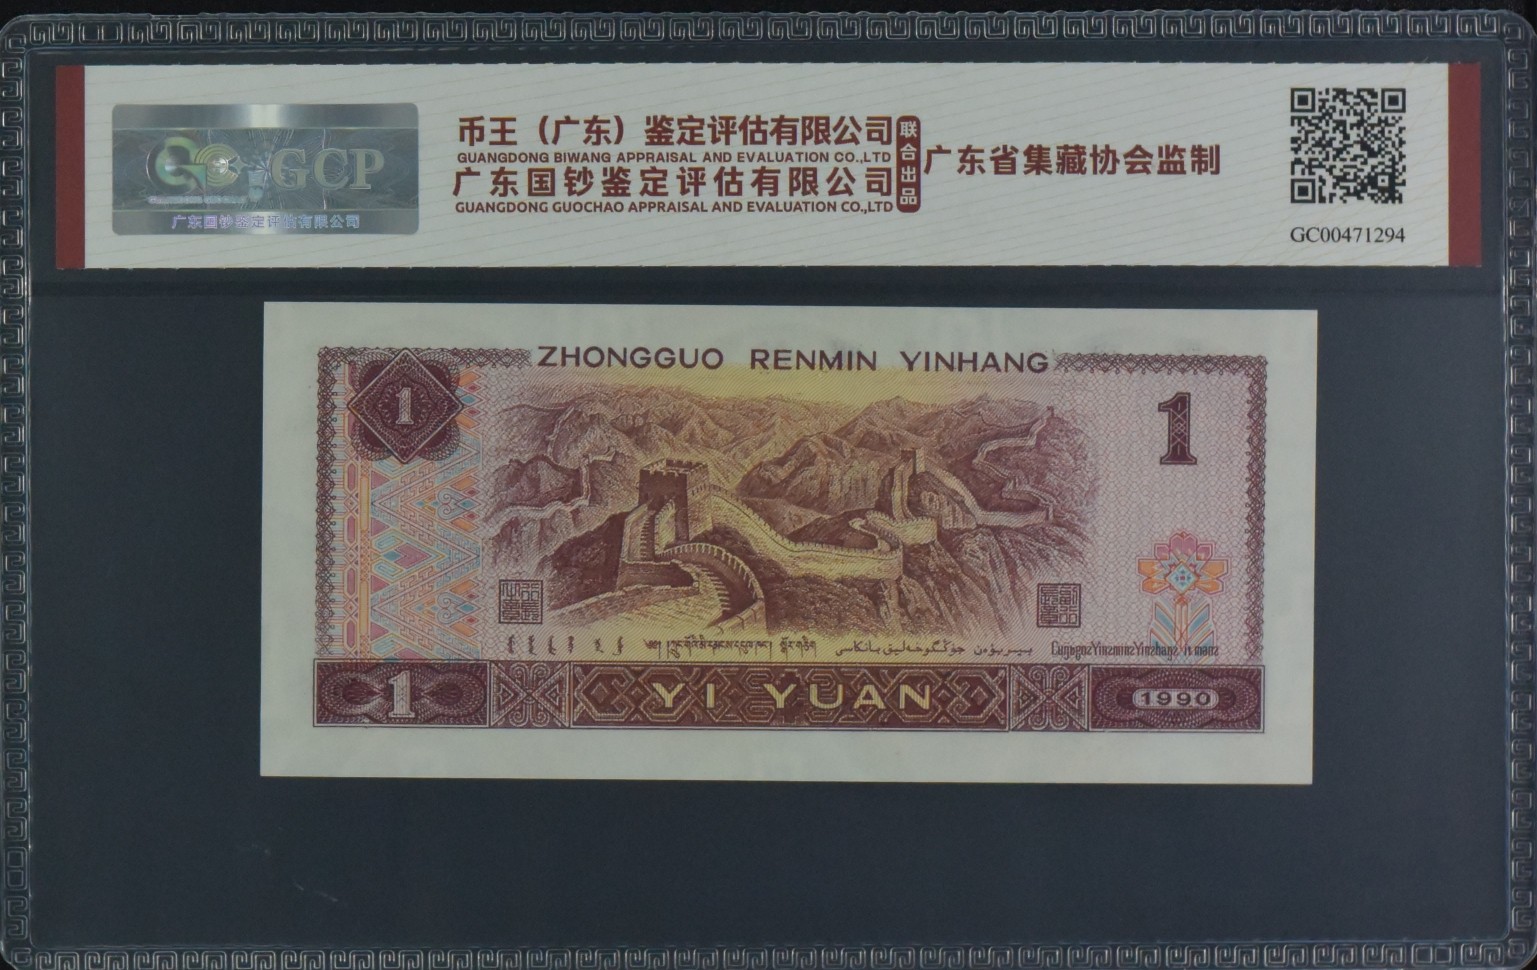 币王（广东）鉴定评估有限公司
GUANGDONG BIWANG APPRAISAL AND EVALUATION CO.,LTD
广东国钞鉴定评估有限公司
GUANGDONG GUOCHAO APPRAISAL AND EVALUATION CO.,LTD
联合出品
广东省集藏协会监制
GCP
广东国钞鉴定评估有限公司
GC00471294
ZHONGGUO RENMIN YINHANG
1
1
1
YI YUAN
1990